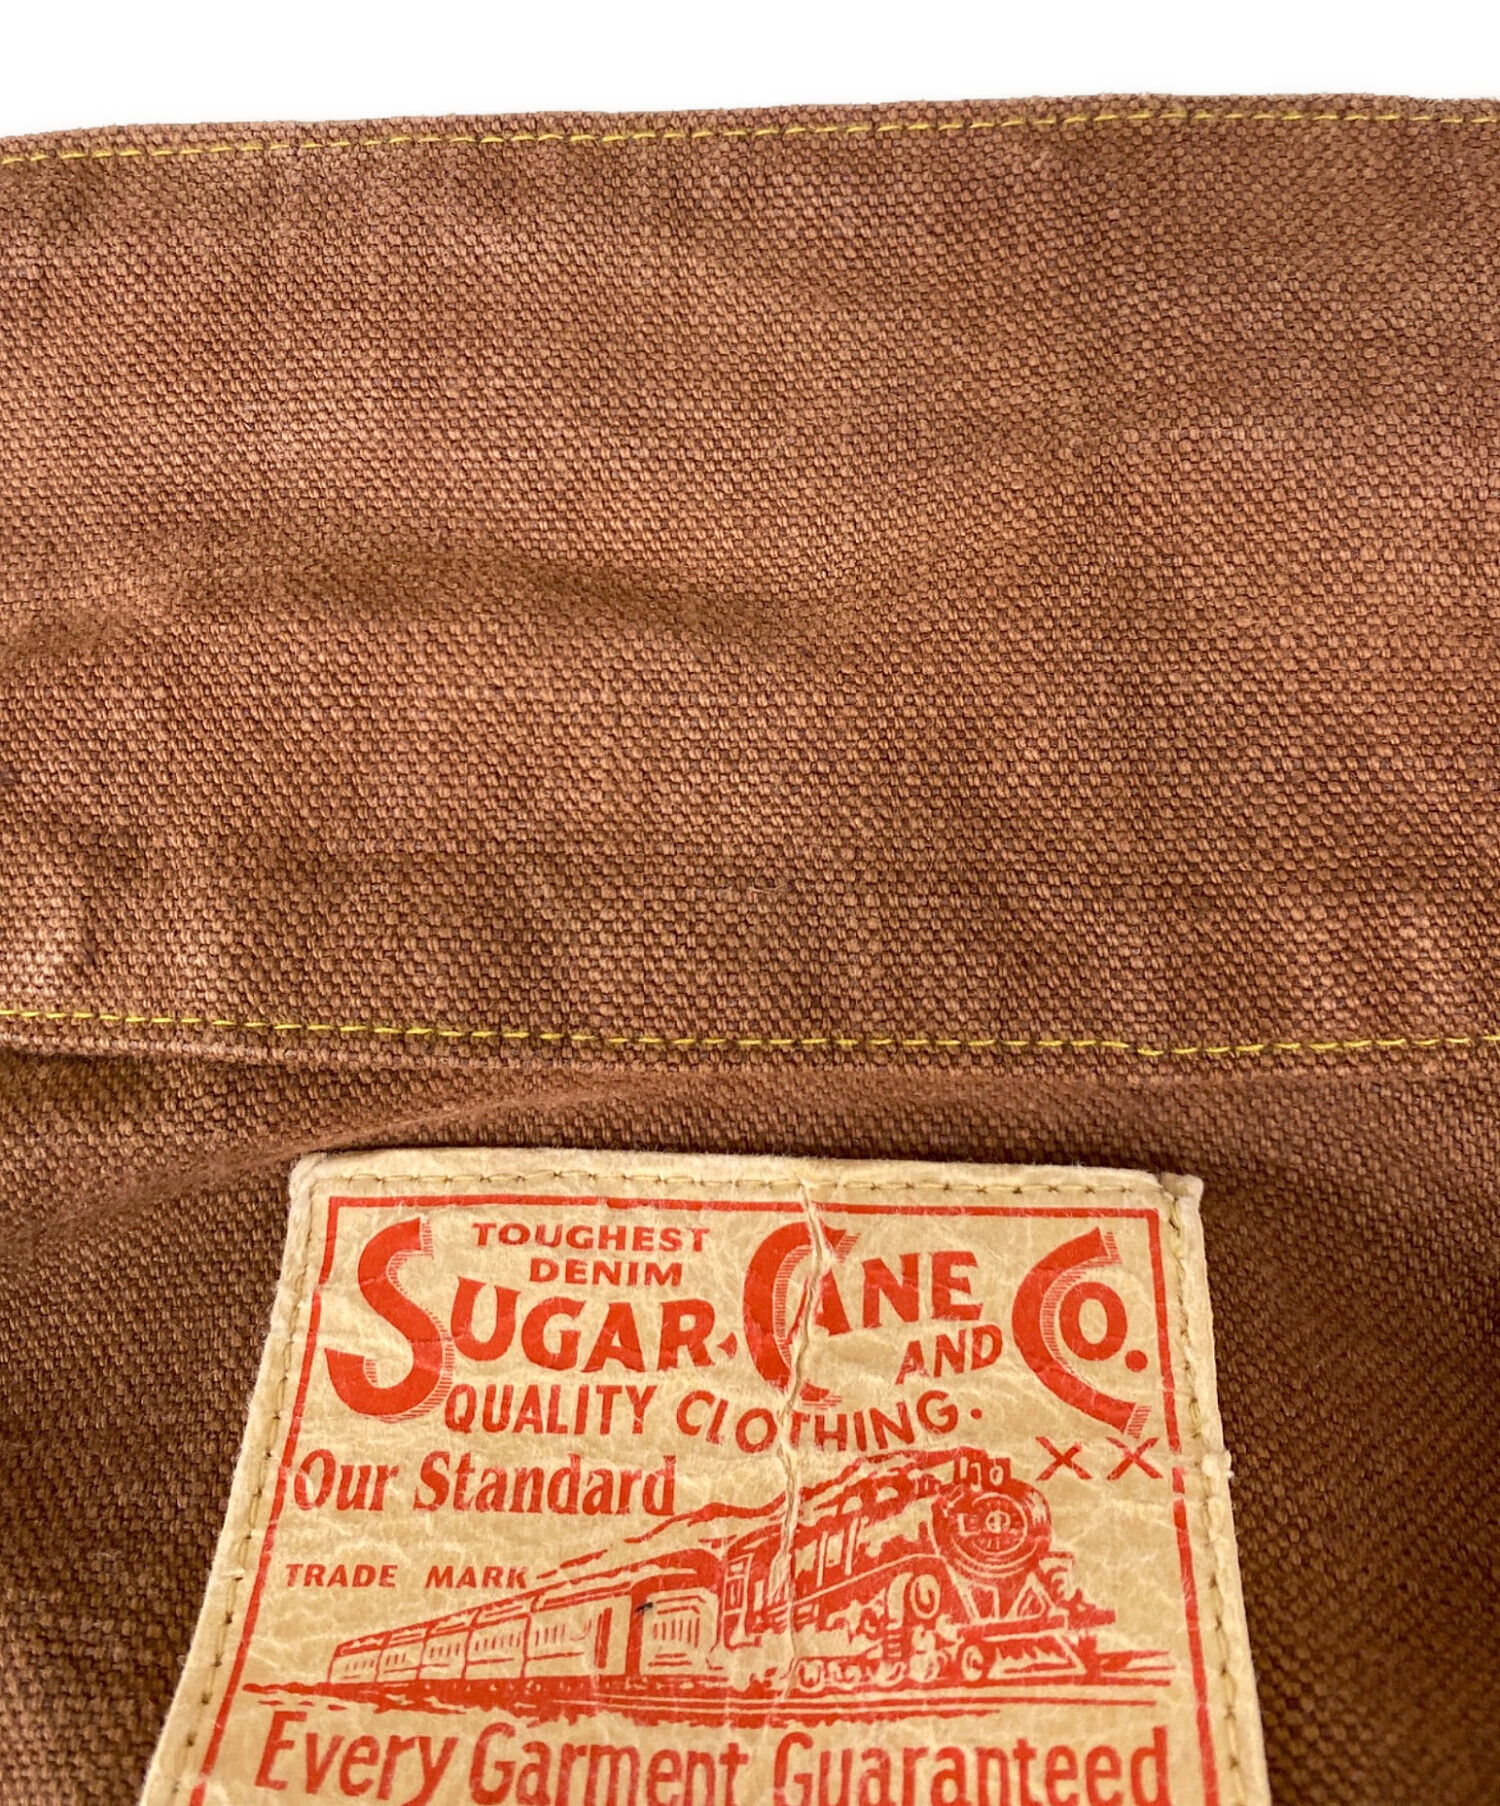 TOUGHEST
DENIM
SUGAR CANE AND CO.
QUALITY CLOTHING.
XX
Our Standard
TRADE MARK
Every Garment Guaranteed